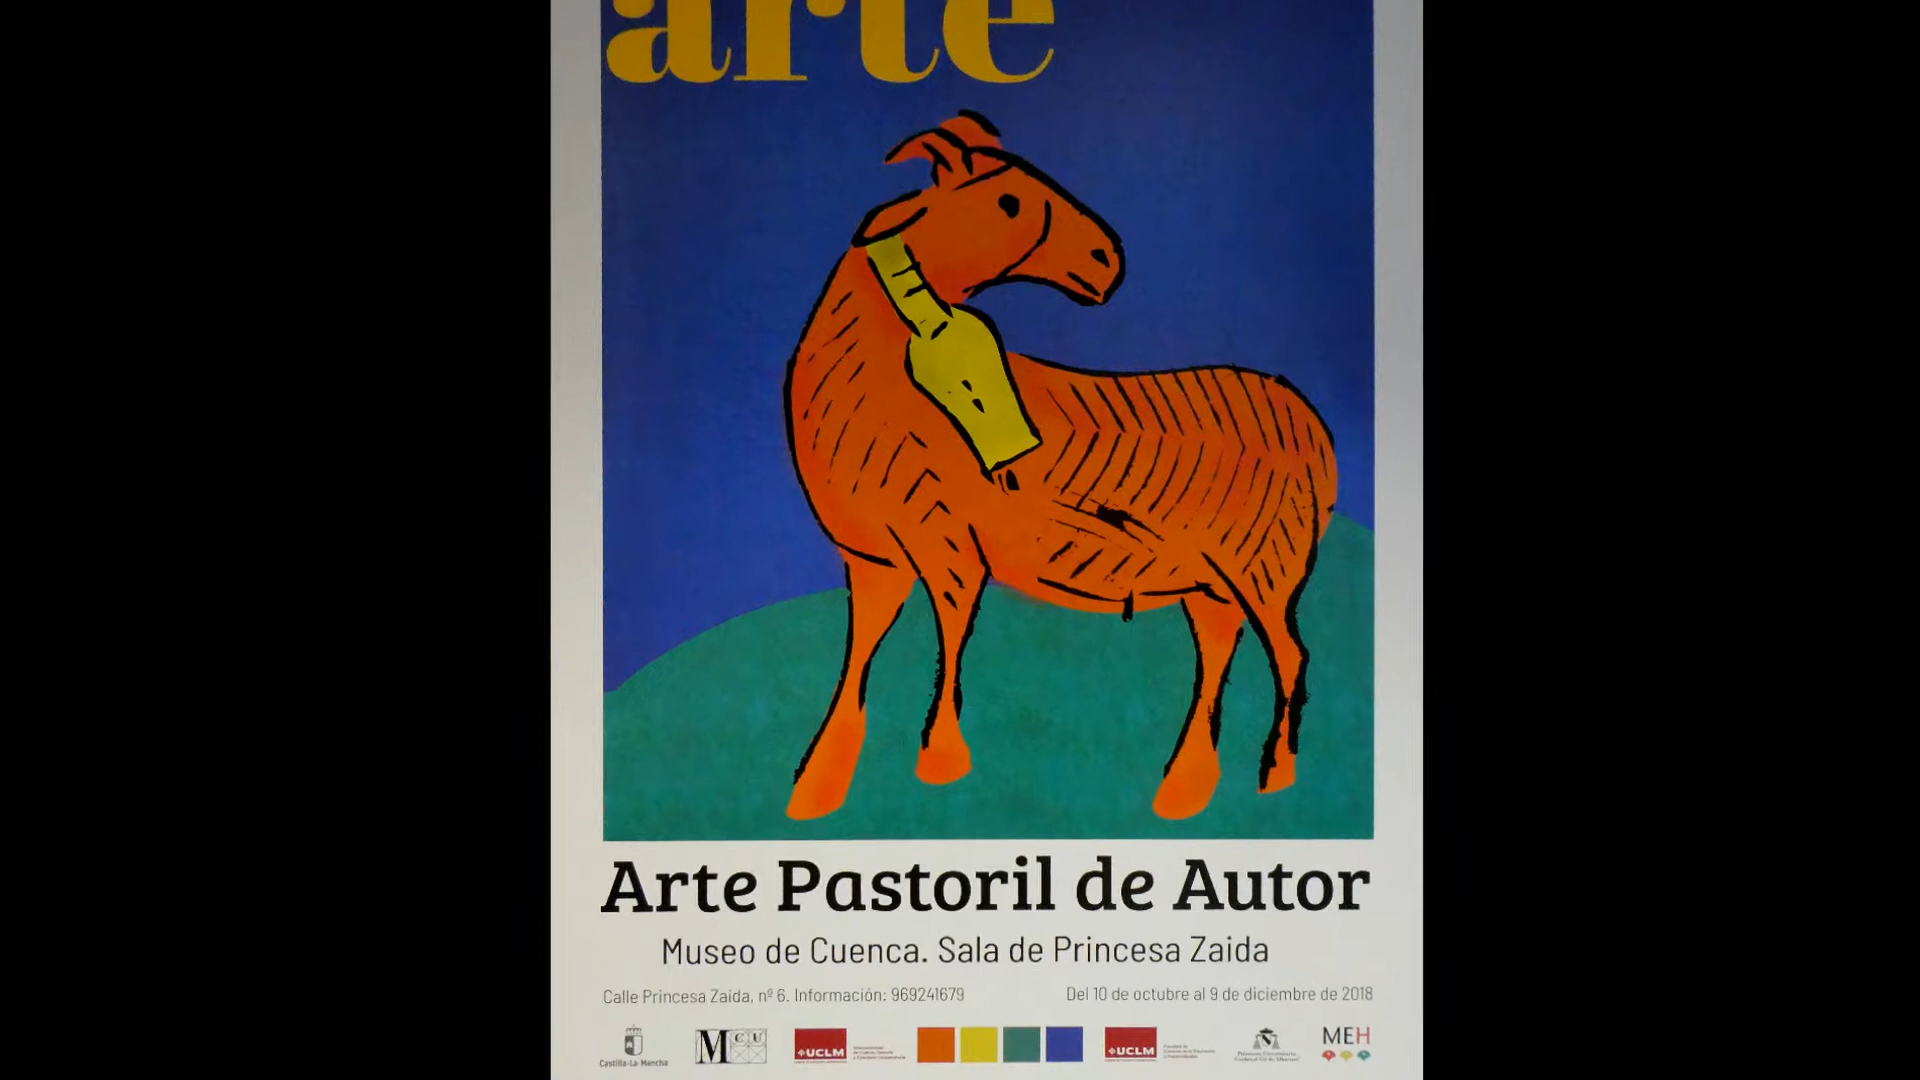 arte
Arte Pastoril de Autor
Museo de Cuenca. Sala de Princesa Zaida
Calle Princesa Zaida, nº 6. Información: 969241679
Del 10 de octubre al 9 de diciembre de 2018
Castilla-La Mancha
MCU
UCLM
UCLM
MEH